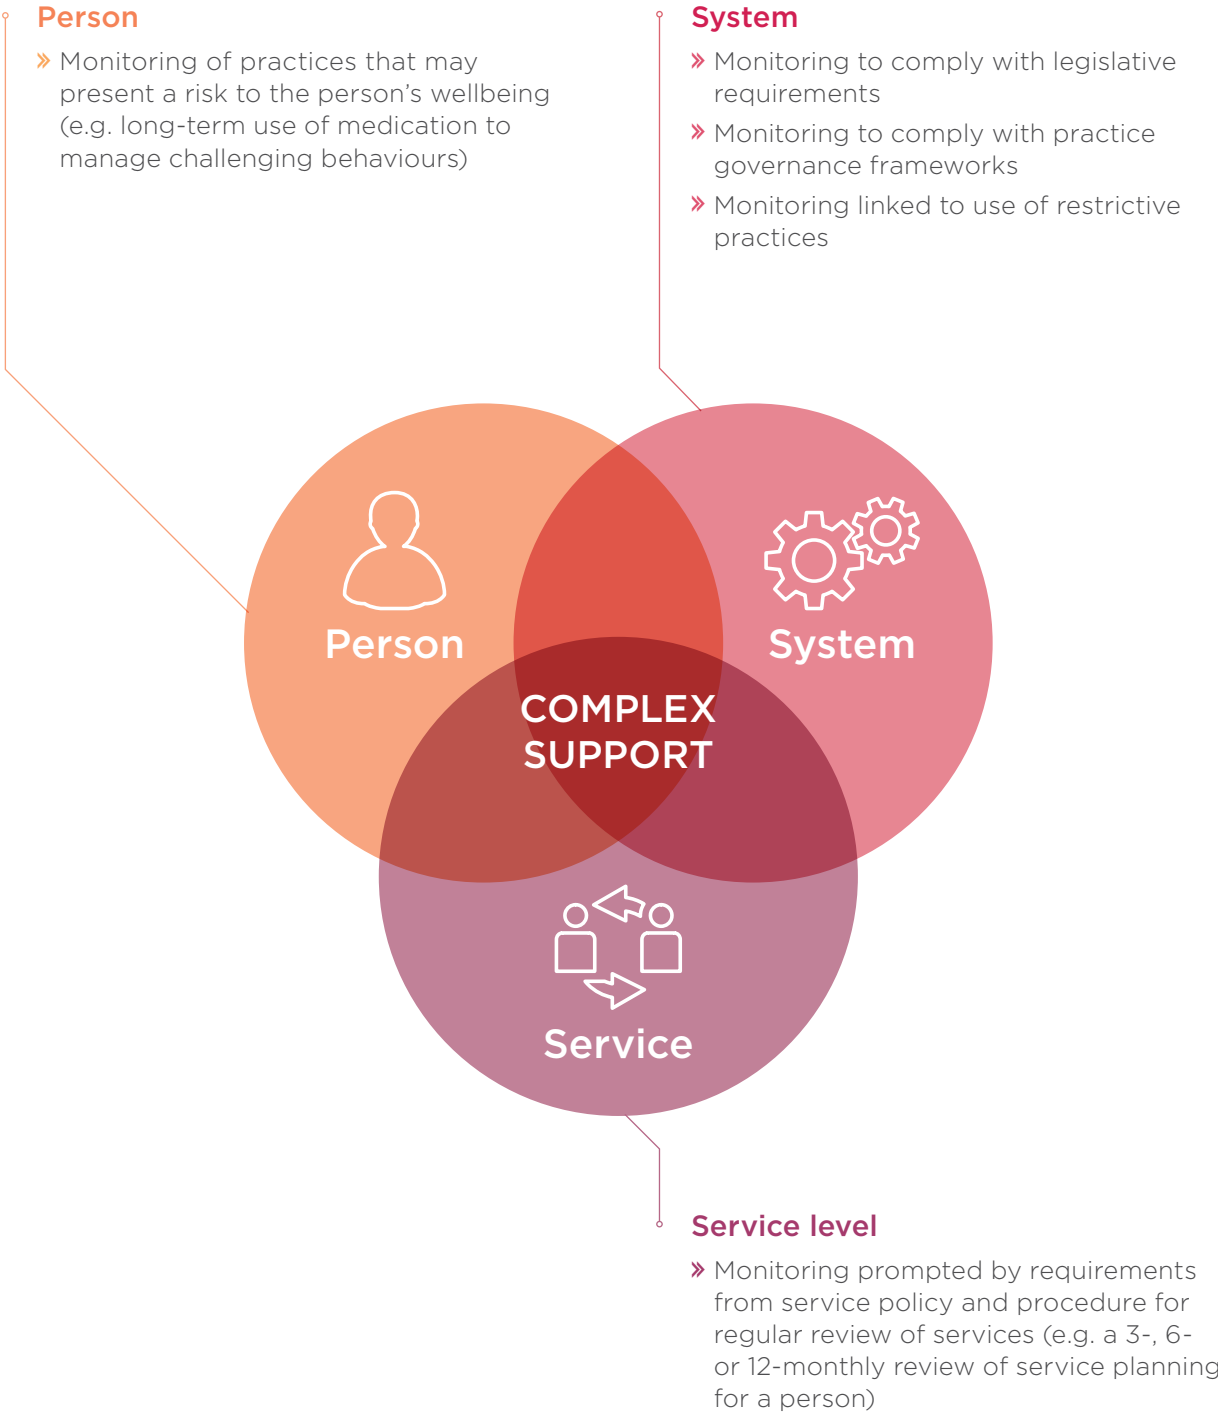 Person
» Monitoring of practices that may
present a risk to the person’s wellbeing
(e.g. long-term use of medication to
manage challenging behaviours)
System
» Monitoring to comply with legislative
requirements
» Monitoring to comply with practice
governance frameworks
» Monitoring linked to use of restrictive
practices
Person
System
COMPLEX
SUPPORT
Service
Service level
» Monitoring prompted by requirements
from service policy and procedure for
regular review of services (e.g. a 3-, 6-
or 12-monthly review of service planning
for a person)